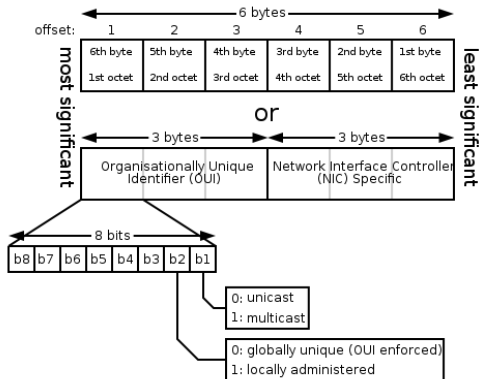 6 bytes
offset: 1 2 3 4 5 6
6th byte 5th byte 4th byte 3rd byte 2nd byte 1st byte
1st octet 2nd octet 3rd octet 4th octet 5th octet 6th octet
most significant
least significant
or
3 bytes 3 bytes
Organisationally Unique Network Interface Controller
Identifier (OUI) (NIC) Specific
8 bits
b8 b7 b6 b5 b4 b3 b2 b1
0: unicast
1: multicast
0: globally unique (OUI enforced)
1: locally administered